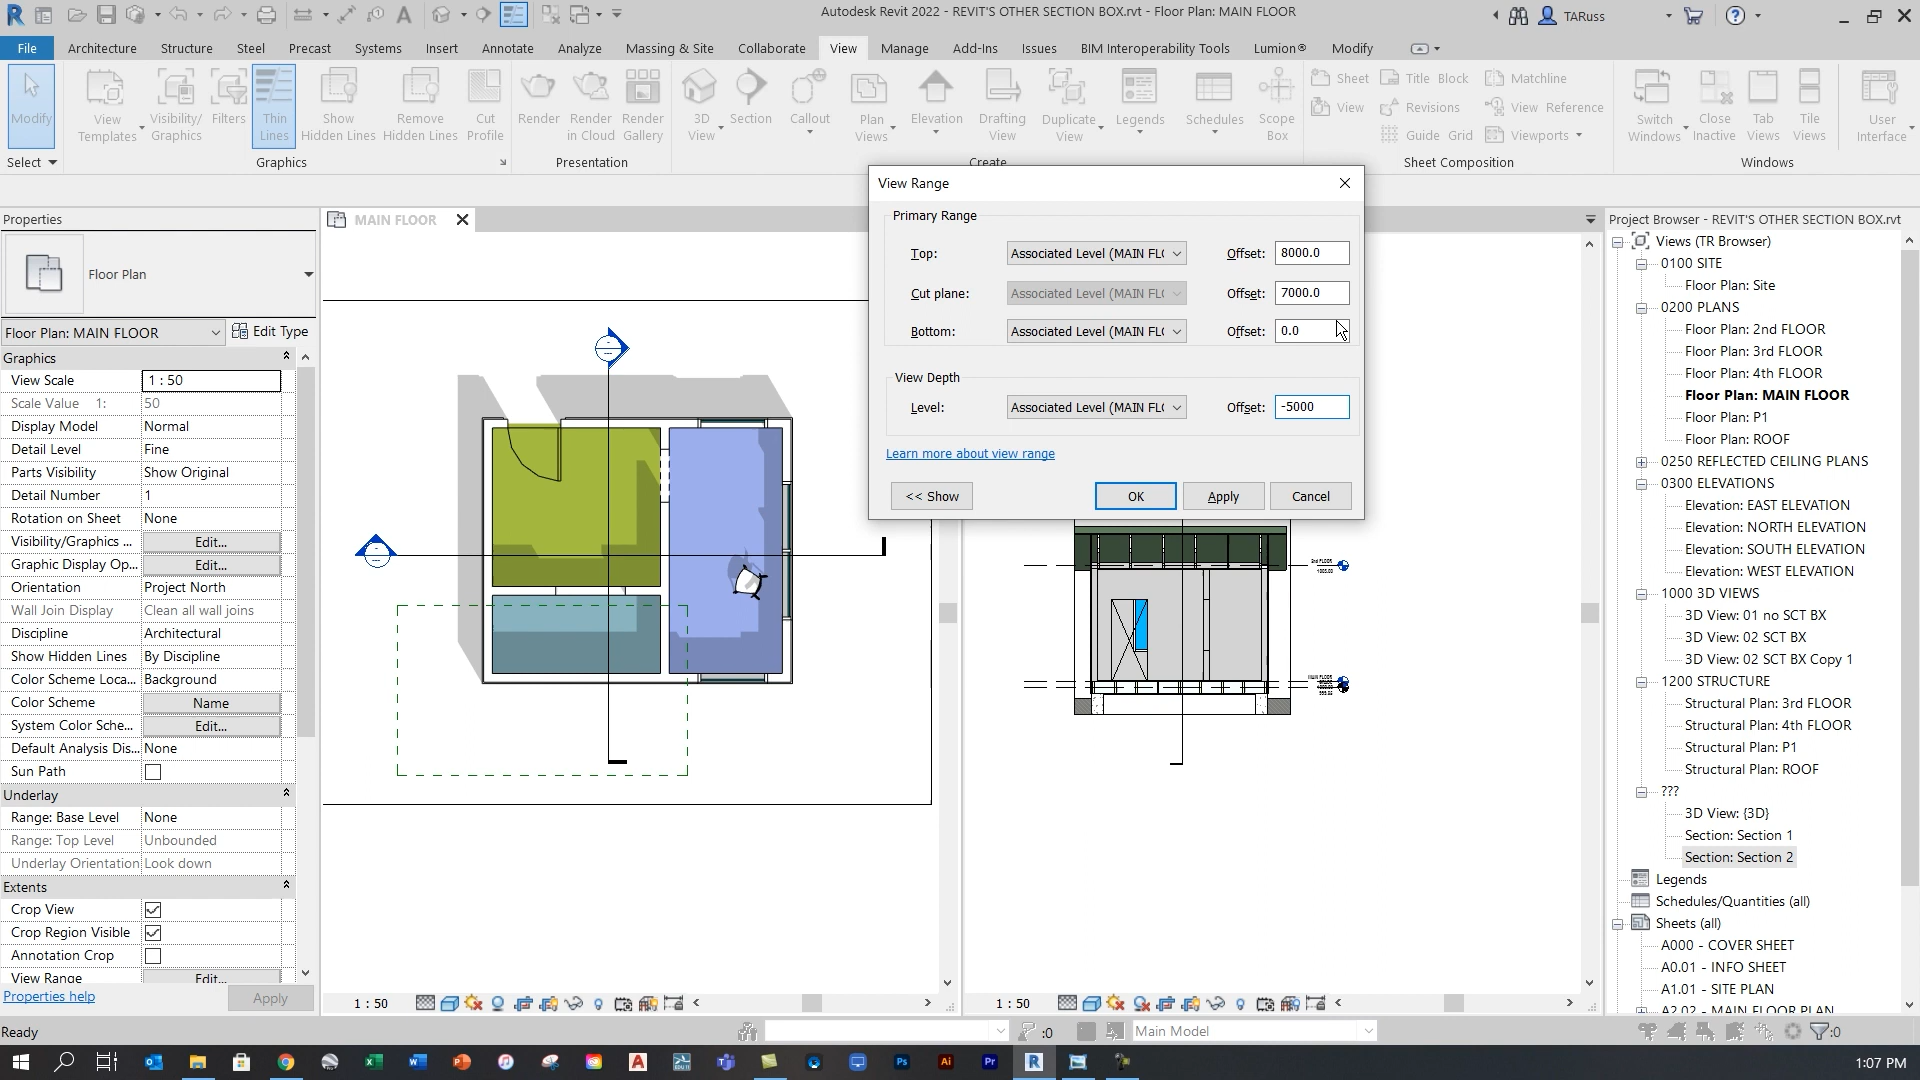 Autodesk Revit 2022 - REVIT'S OTHER SECTION BOX.rvt - Floor Plan: MAIN FLOOR
TARuss
File Architecture Structure Steel Precast Systems Insert Annotate Analyze Massing & Site Collaborate View Manage Add-Ins Issues BIM Interoperability Tools Lumion® Modify
Modify
View Templates
Visibility/ Graphics
Filters
Thin Lines
Show Hidden Lines
Remove Hidden Lines
Cut Profile
Render
Render in Cloud
Render Gallery
3D View
Section
Callout
Plan Views
Elevation
Drafting View
Duplicate View
Legends
Schedules
Scope Box
Sheet
View
Title Block
Revisions
Guide Grid
Matchline
View Reference
Viewports
Switch Windows
Close Inactive
Tab Views
Tile Views
User Interface
Select
Graphics
Presentation
Create
Sheet Composition
Windows
Properties
Floor Plan
Floor Plan: MAIN FLOOR
Edit Type
Graphics
View Scale 1 : 50
Scale Value 1: 50
Display Model Normal
Detail Level Fine
Parts Visibility Show Original
Detail Number 1
Rotation on Sheet None
Visibility/Graphics ... Edit...
Graphic Display Op... Edit...
Orientation Project North
Wall Join Display Clean all wall joins
Discipline Architectural
Show Hidden Lines By Discipline
Color Scheme Loca... Background
Color Scheme Name
System Color Sche... Edit...
Default Analysis Dis... None
Sun Path
Underlay
Range: Base Level None
Range: Top Level Unbounded
Underlay Orientation Look down
Extents
Crop View
Crop Region Visible
Annotation Crop
View Range Edit...
Properties help
Apply
MAIN FLOOR
View Range
Primary Range
Top: Associated Level (MAIN FL( Offset: 8000.0
Cut plane: Associated Level (MAIN FL( Offset: 7000.0
Bottom: Associated Level (MAIN FL( Offset: 0.0
View Depth
Level: Associated Level (MAIN FL( Offset: -5000
Learn more about view range
<< Show
OK
Apply
Cancel
2nd FLOOR
MAIN FLOOR
1 : 50
1 : 50
Project Browser - REVIT'S OTHER SECTION BOX.rvt
Views (TR Browser)
0100 SITE
Floor Plan: Site
0200 PLANS
Floor Plan: 2nd FLOOR
Floor Plan: 3rd FLOOR
Floor Plan: 4th FLOOR
Floor Plan: MAIN FLOOR
Floor Plan: P1
Floor Plan: ROOF
0250 REFLECTED CEILING PLANS
0300 ELEVATIONS
Elevation: EAST ELEVATION
Elevation: NORTH ELEVATION
Elevation: SOUTH ELEVATION
Elevation: WEST ELEVATION
1000 3D VIEWS
3D View: 01 no SCT BX
3D View: 02 SCT BX
3D View: 02 SCT BX Copy 1
1200 STRUCTURE
Structural Plan: 3rd FLOOR
Structural Plan: 4th FLOOR
Structural Plan: P1
Structural Plan: ROOF
???
3D View: {3D}
Section: Section 1
Section: Section 2
Legends
Schedules/Quantities (all)
Sheets (all)
A000 - COVER SHEET
A0.01 - INFO SHEET
A1.01 - SITE PLAN
A2.02 - MAIN FLOOR PLAN
Ready
:0
Main Model
:0
1:07 PM